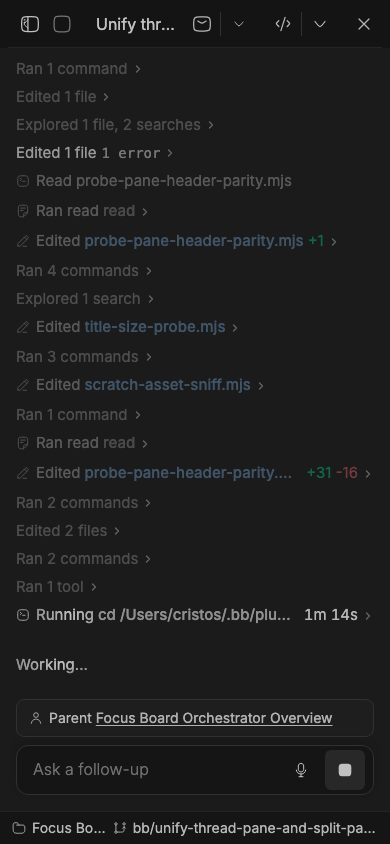 Unify thr...
Ran 1 command
Edited 1 file
Explored 1 file, 2 searches
Edited 1 file 1 error
Read probe-pane-header-parity.mjs
Ran read read
Edited probe-pane-header-parity.mjs +1
Ran 4 commands
Explored 1 search
Edited title-size-probe.mjs
Ran 3 commands
Edited scratch-asset-sniff.mjs
Ran 1 command
Ran read read
Edited probe-pane-header-parity.... +31 -16
Ran 2 commands
Edited 2 files
Ran 2 commands
Ran 1 tool
Running cd /Users/cristos/.bb/plu... 1m 14s
Working...
Parent Focus Board Orchestrator Overview
Ask a follow-up
Focus Bo... bb/unify-thread-pane-and-split-pa...